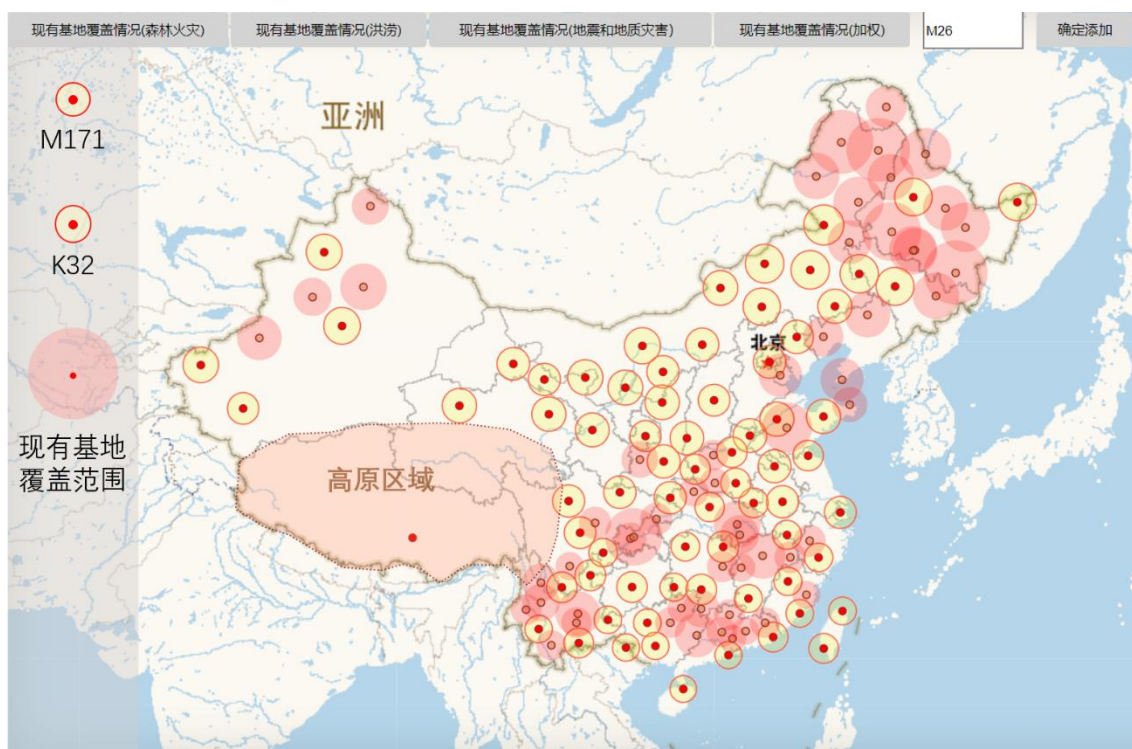 现有基地覆盖情况(森林火灾)
现有基地覆盖情况(洪涝)
现有基地覆盖情况(地震和地质灾害)
现有基地覆盖情况(加权)
M26
确定添加
M171
K32
现有基地
覆盖范围
亚洲
北京
高原区域